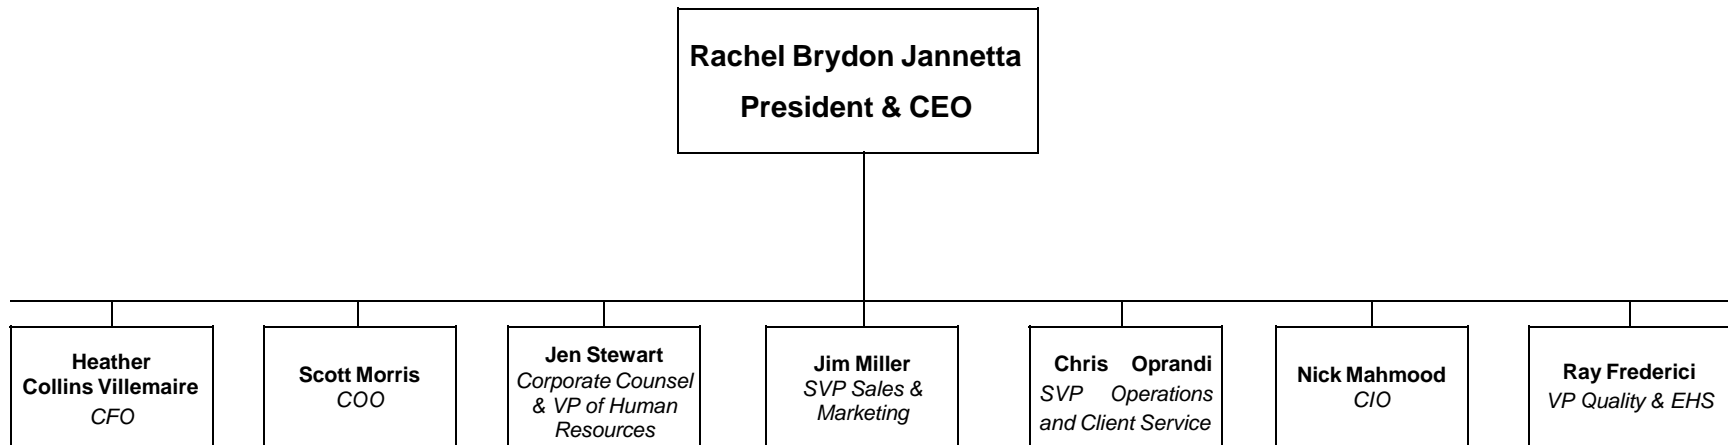 Rachel Brydon Jannetta
President & CEO
Heather
Collins Villemaire
CFO
Scott Morris
COO
Jen Stewart
Corporate Counsel
& VP of Human
Resources
Jim Miller
SVP Sales &
Marketing
Chris Oprandi
SVP Operations
and Client Service
Nick Mahmood
CIO
Ray Frederici
VP Quality & EHS